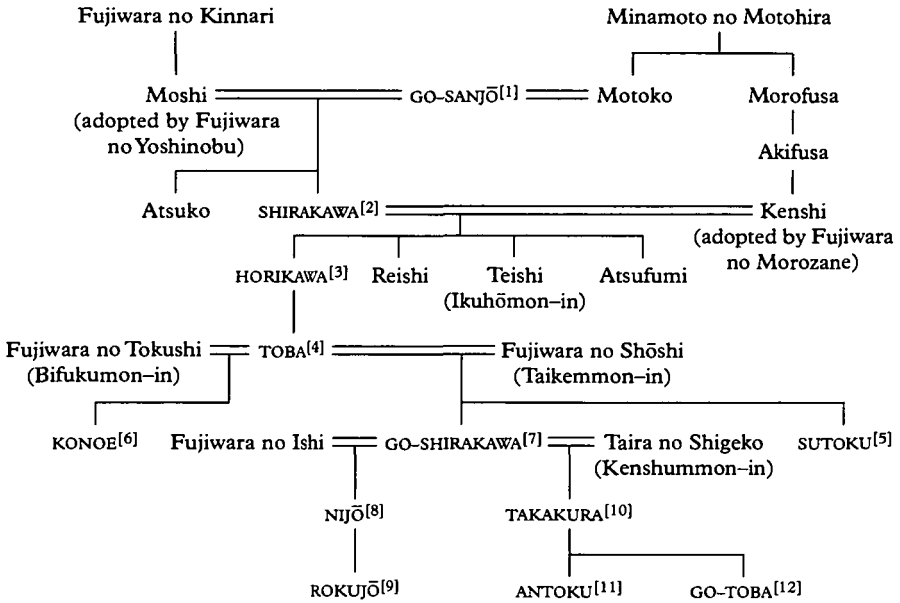 Fujiwara no Kinnari
Minamoto no Motohira
Moshi
(adopted by Fujiwara
no Yoshinobu)
GO–SANJŌ[1]
Motoko
Morofusa
Akifusa
Atsuko
SHIRAKAWA[2]
Kenshi
(adopted by Fujiwara
no Morozane)
HORIKAWA[3]
Reishi
Teishi
(Ikuhōmon–in)
Atsufumi
Fujiwara no Tokushi
(Bifukumon–in)
TOBA[4]
Fujiwara no Shōshi
(Taikemmon–in)
KONOE[6]
Fujiwara no Ishi
GO–SHIRAKAWA[7]
Taira no Shigeko
(Kenshummon–in)
SUTOKU[5]
NIJŌ[8]
TAKAKURA[10]
ROKUJŌ[9]
ANTOKU[11]
GO–TOBA[12]